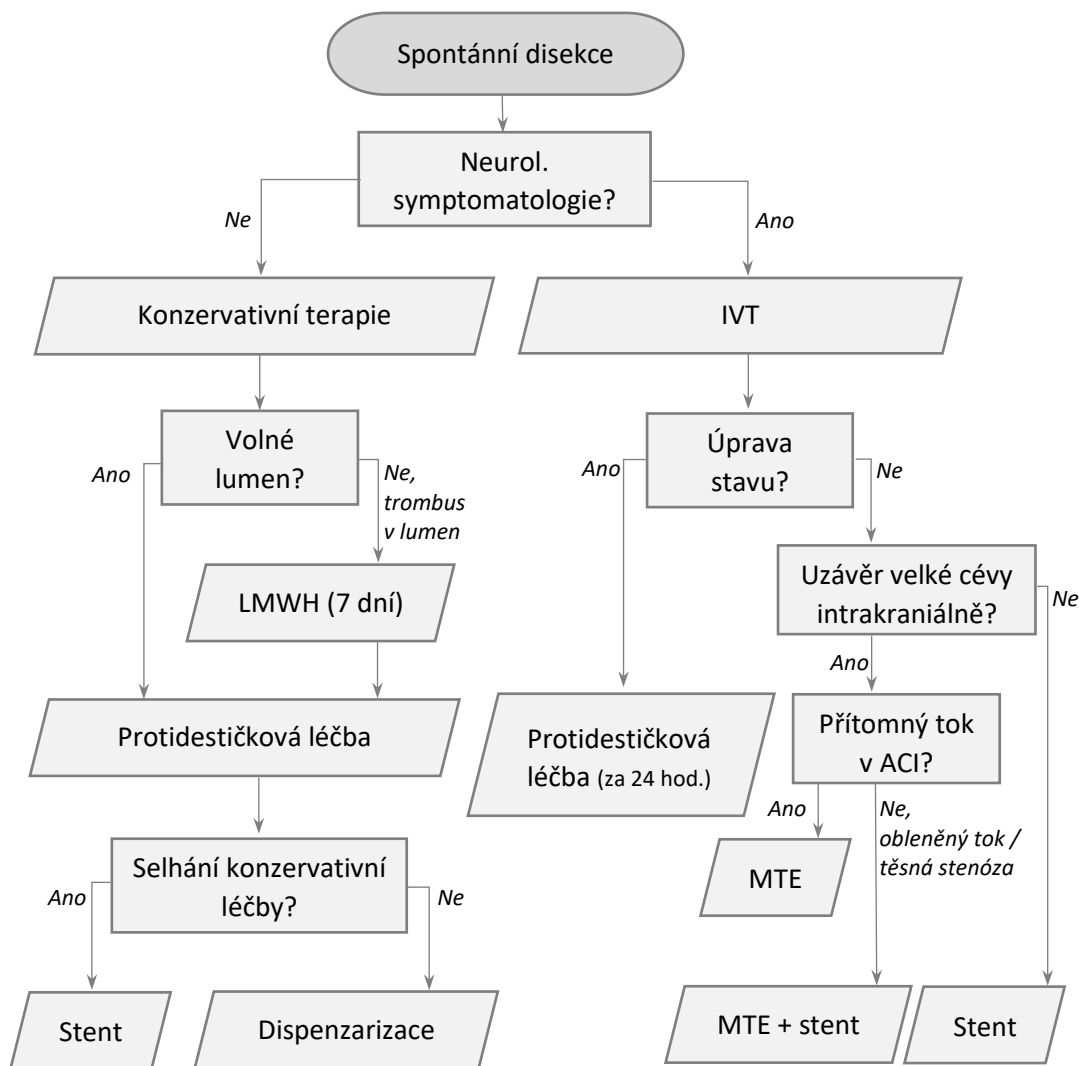 Spontánní disekce
Neurol.
symptomatologie?
Ne
Ano
Konzervativní terapie
IVT
Volné
lumen?
Ano
Ne,
trombus
v lumen
Úprava
stavu?
Ano
Ne
LMWH (7 dní)
Uzávěr velké cévy
intrakraniálně?
Ne
Ano
Protidestičková léčba
Protidestičková
léčba (za 24 hod.)
Přítomný tok
v ACI?
Ano
Ne,
obleněný tok /
těsná stenóza
Selhání konzervativní
léčby?
Ano
Ne
MTE
Stent
Dispenzarizace
MTE + stent
Stent